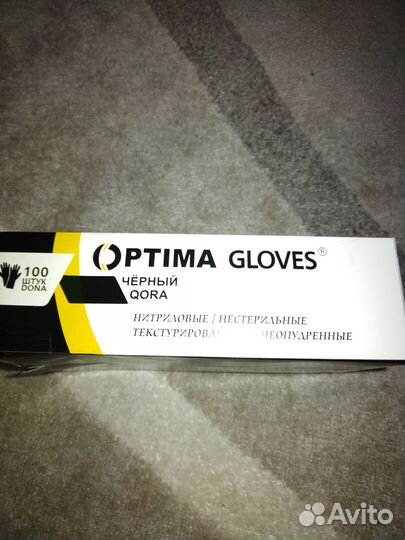 100
ШТУК
DONA
OPTIMA GLOVES®
ЧЁРНЫЙ
QORA
НИТРИЛОВЫЕ / НЕСТЕРИЛЬНЫЕ
НЕОПУДРЕННЫЕ
Avito